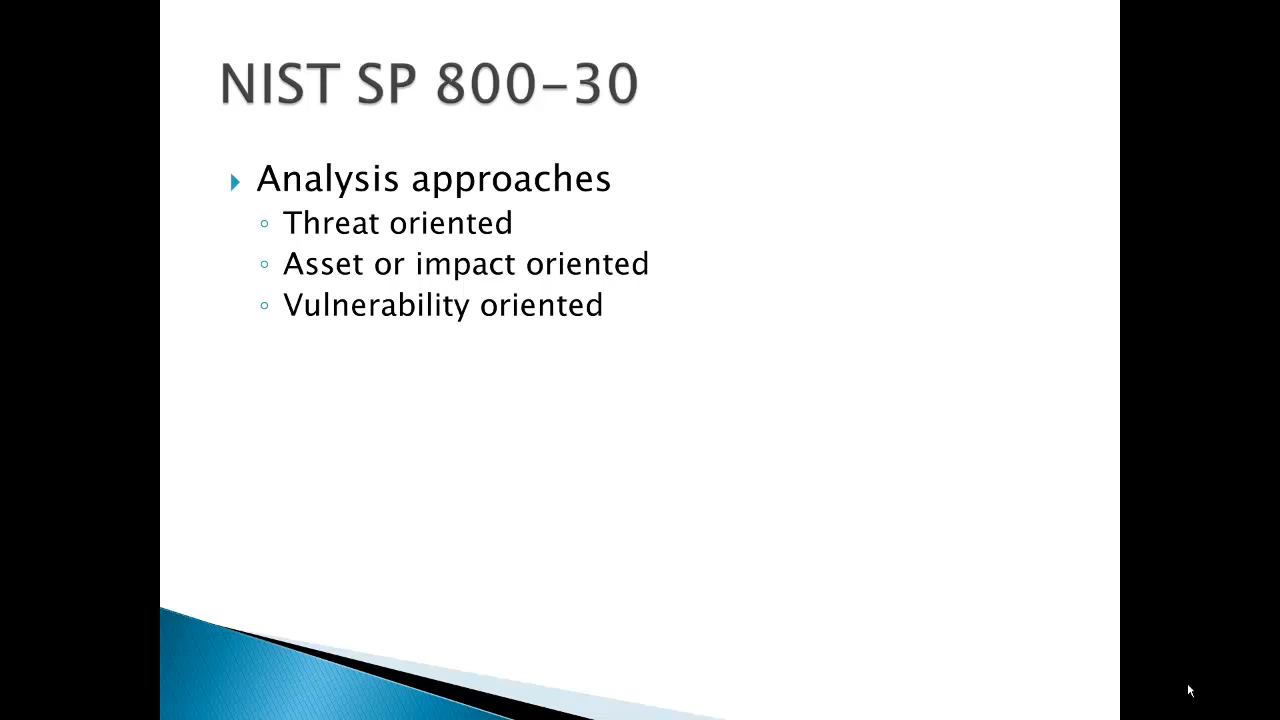 NIST SP 800-30
Analysis approaches
Threat oriented
Asset or impact oriented
Vulnerability oriented